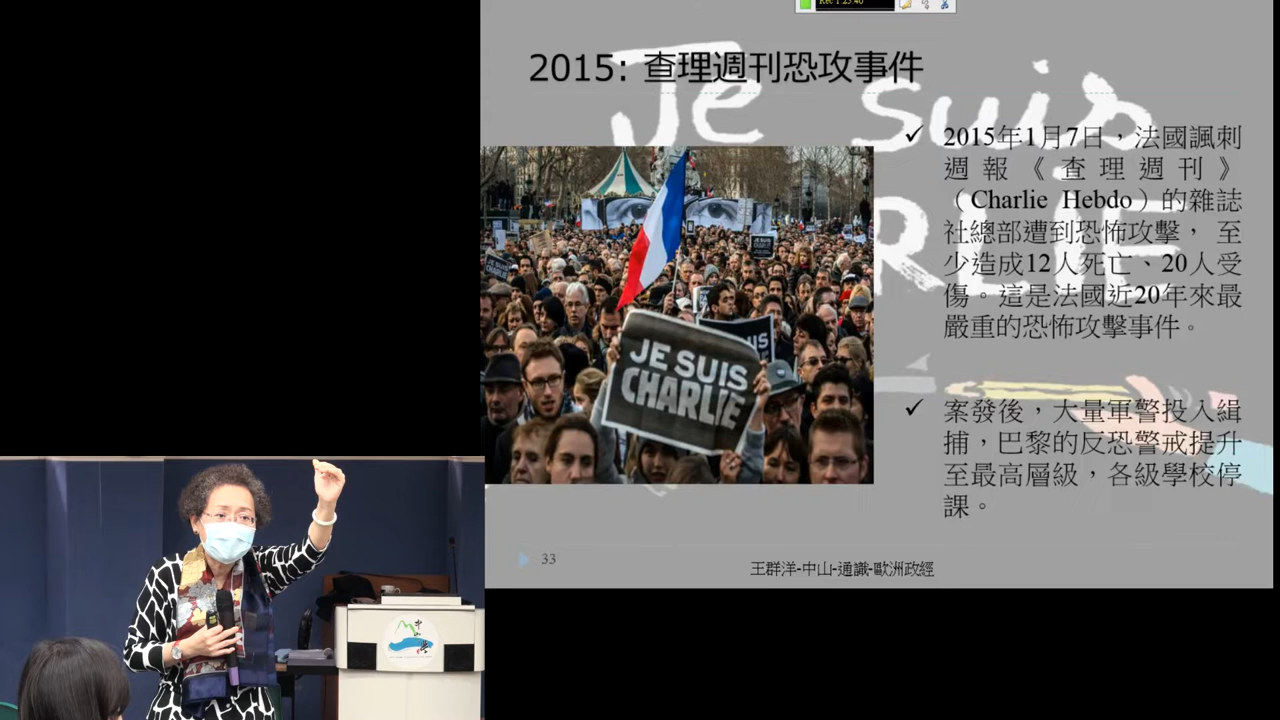 Rec 1:25:40
2015: 查理週刊恐攻事件
Je suis
✓ 2015年1月7日，法國諷刺
週報《查理週刊》
（Charlie Hebdo）的雜誌
社總部遭到恐怖攻擊， 至
少造成12人死亡、20人受
傷。這是法國近20年來最
嚴重的恐怖攻擊事件。
RLIE
JE SUIS
CHARLIE
✓ 案發後，大量軍警投入緝
捕，巴黎的反恐警戒提升
至最高層級，各級學校停
課。
33
王群洋-中山-通識-歐洲政經